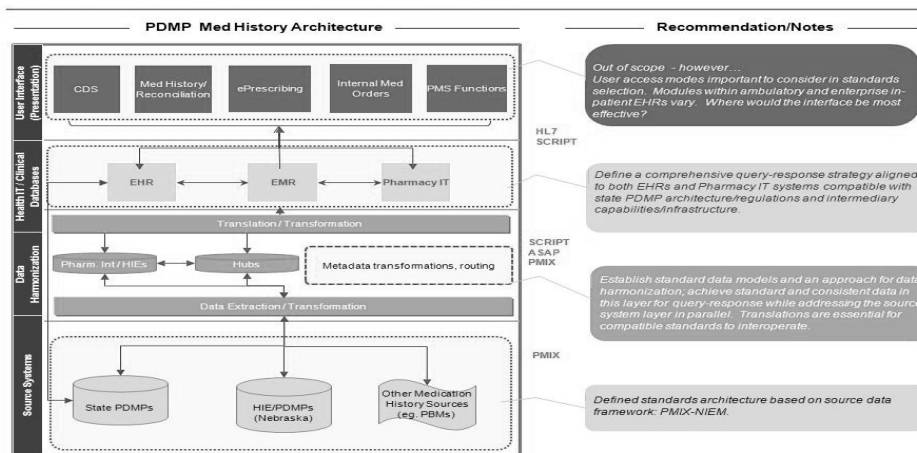 PDMP Med History Architecture
Recommendation/Notes
User Interface
(Presentation)
CDS
Med History/
Reconciliation
ePrescribing
Internal Med
Orders
PMS Functions
Out of scope - however…
User access modes important to consider in standards
selection. Modules within ambulatory and enterprise in-
patient EHRs vary. Where would the interface be most
effective?
HL7
SCRIPT
Health IT / Clinical
Databases
EHR
EMR
Pharmacy IT
Define a comprehensive query-response strategy aligned
to both EHRs and Pharmacy IT systems compatible with
state PDMP architecture/regulations and intermediary
capabilities/infrastructure.
Translation / Transformation
Data
Harmonization
Pharm. Int / HIEs
Hubs
Metadata transformations, routing
SCRIPT
ASAP
PMIX
Establish standard data models and an approach for data
harmonization; achieve standard and consistent data in
this layer for query-response while addressing the source
system layer in parallel. Translations are essential for
compatible standards to interoperate.
Data Extraction / Transformation
PMIX
Source Systems
State PDMPs
HIE/PDMPs
(Nebraska)
Other Medication
History Sources
(eg. PBMs)
Defined standards architecture based on source data
framework: PMIX-NIEM.